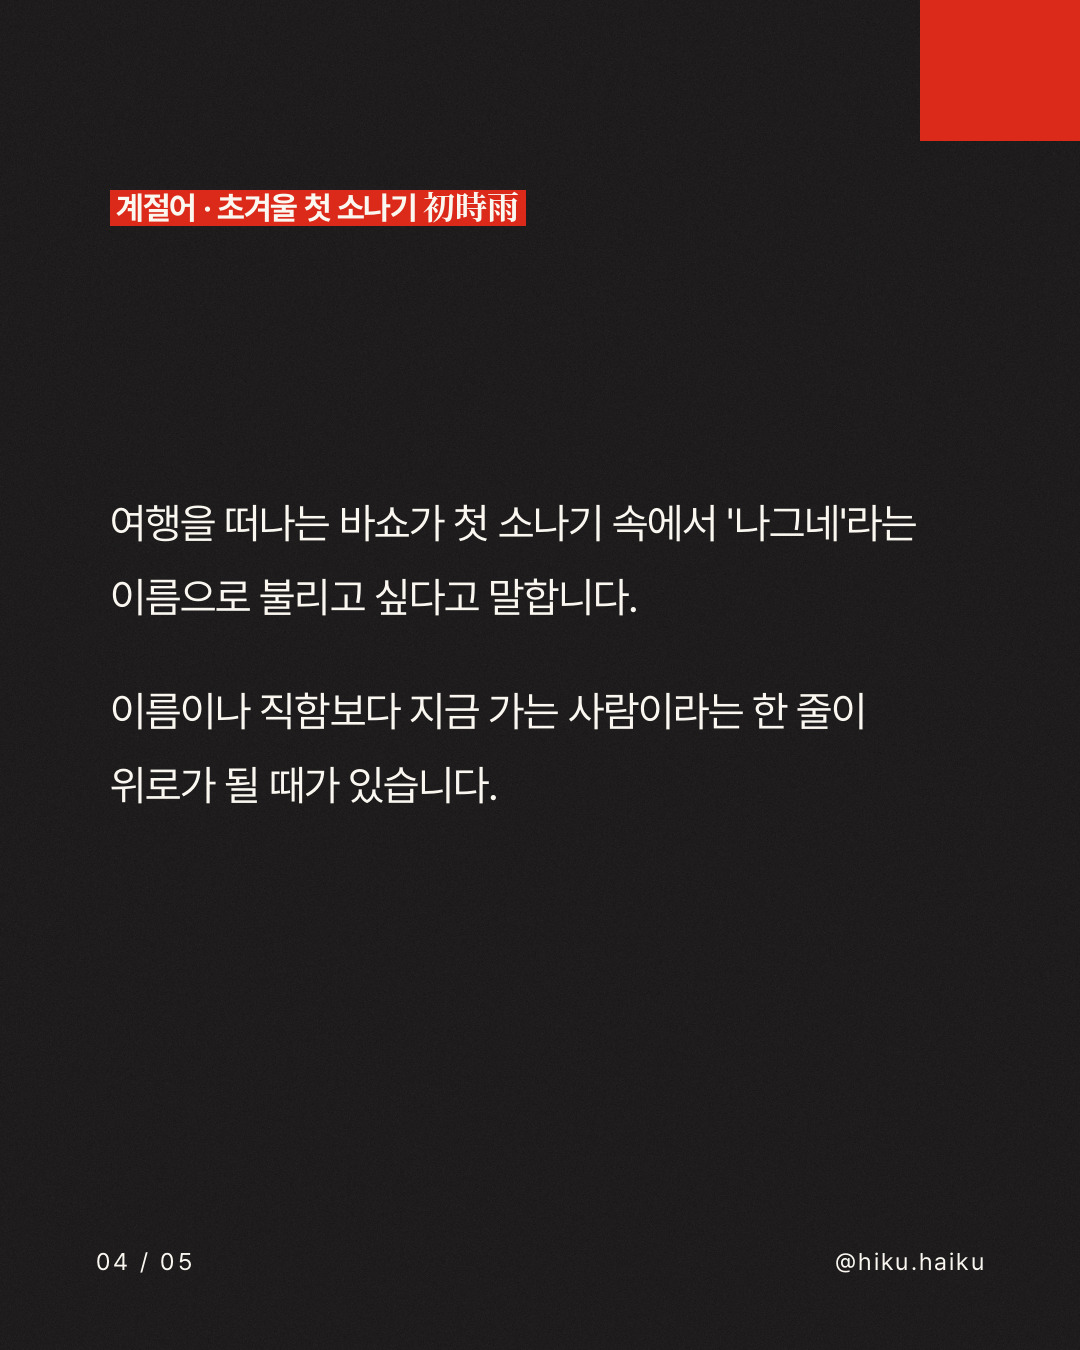 계절어 · 초겨울 첫 소나기 初時雨
여행을 떠나는 바쇼가 첫 소나기 속에서 '나그네'라는
이름으로 불리고 싶다고 말합니다.
이름이나 직함보다 지금 가는 사람이라는 한 줄이
위로가 될 때가 있습니다.
04 / 05
@hiku.haiku